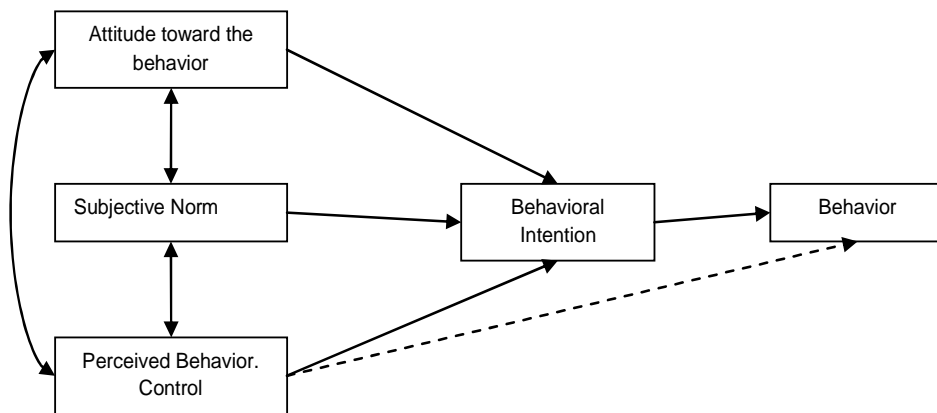 Attitude toward the
behavior
Subjective Norm
Behavioral
Intention
Behavior
Perceived Behavior.
Control